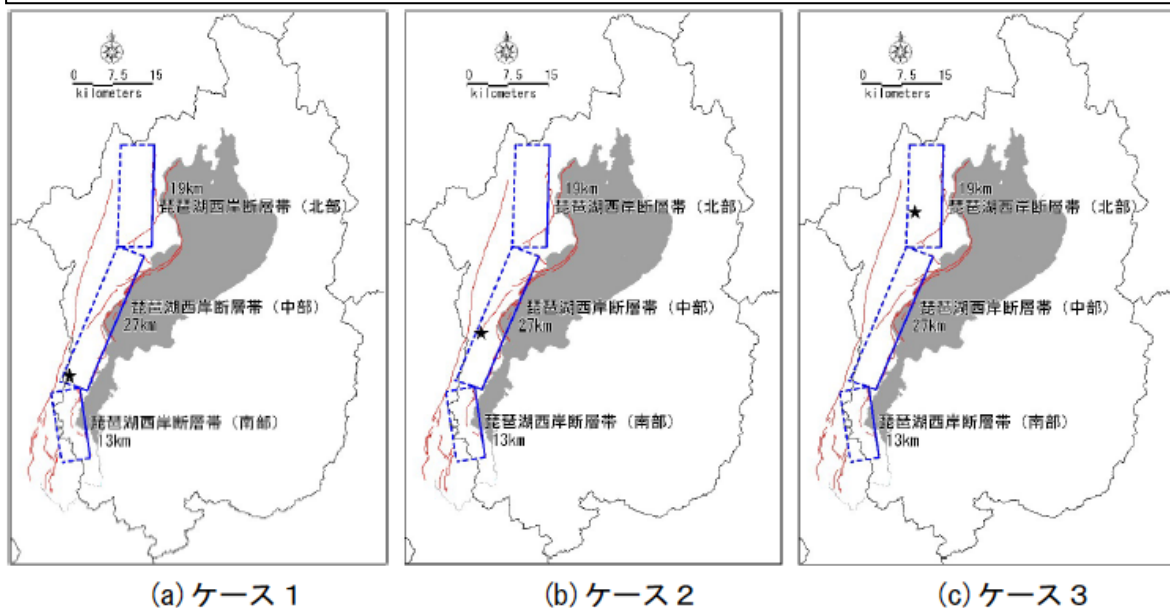 0 7.5 15
kilometers
19km
琵琶湖西岸断層帯（北部）
琵琶湖西岸断層帯（中部）
27km
琵琶湖西岸断層帯（南部）
13km
(a) ケース１
0 7.5 15
kilometers
19km
琵琶湖西岸断層帯（北部）
琵琶湖西岸断層帯（中部）
27km
琵琶湖西岸断層帯（南部）
13km
(b) ケース２
0 7.5 15
kilometers
19km
琵琶湖西岸断層帯（北部）
琵琶湖西岸断層帯（中部）
27km
琵琶湖西岸断層帯（南部）
13km
(c) ケース３